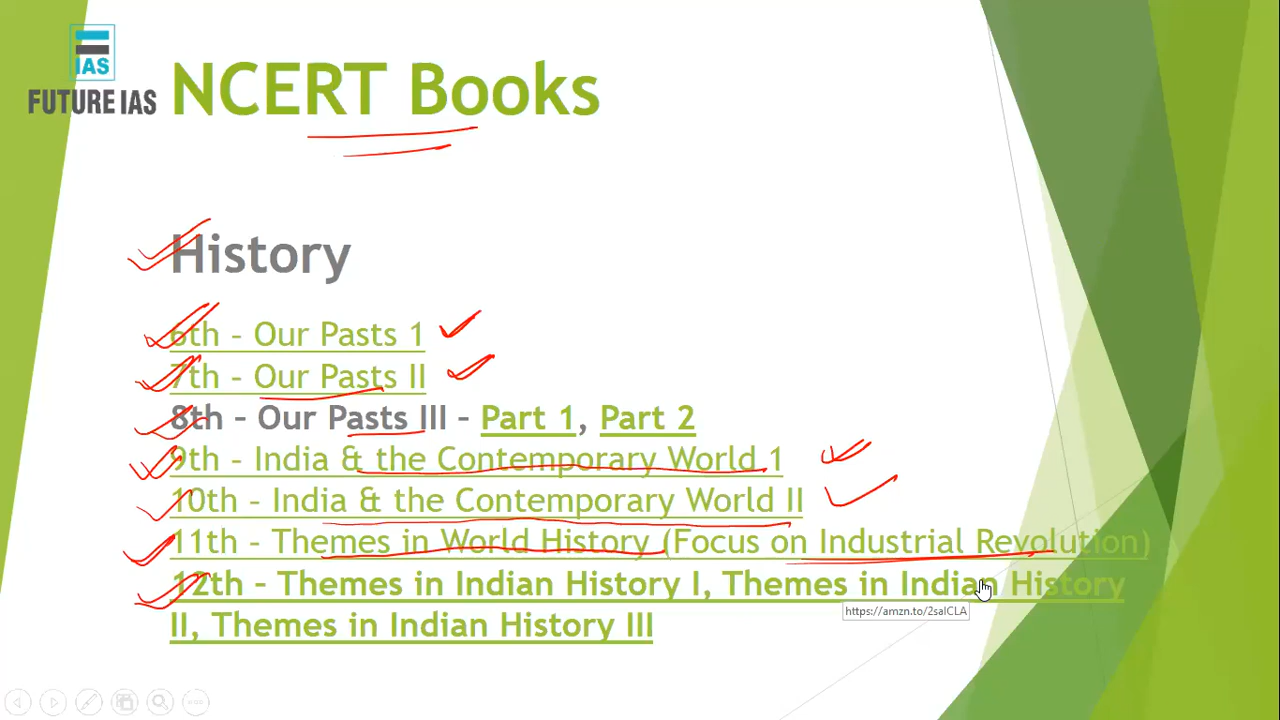 IAS
FUTURE IAS
NCERT Books
History
6th – Our Pasts 1
7th – Our Pasts II
8th – Our Pasts III – Part 1, Part 2
9th – India & the Contemporary World 1
10th – India & the Contemporary World II
11th – Themes in World History (Focus on Industrial Revolution)
12th – Themes in Indian History I, Themes in Indian History
II, Themes in Indian History III
https://amzn.to/2salCLA